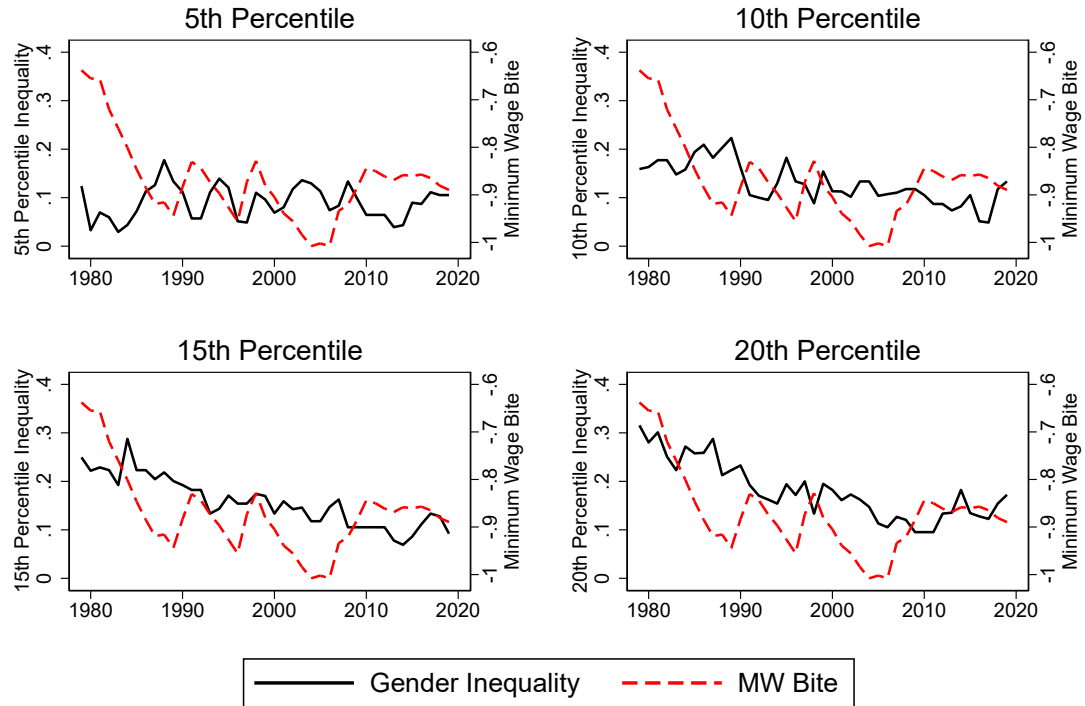 5th Percentile
5th Percentile Inequality
.4
.3
.2
.1
0
-.6
-.7
-.8
-.9
-1
Minimum Wage Bite
1980 1990 2000 2010 2020
10th Percentile
10th Percentile Inequality
.4
.3
.2
.1
0
-.6
-.7
-.8
-.9
-1
Minimum Wage Bite
1980 1990 2000 2010 2020
15th Percentile
15th Percentile Inequality
.4
.3
.2
.1
0
-.6
-.7
-.8
-.9
-1
Minimum Wage Bite
1980 1990 2000 2010 2020
20th Percentile
20th Percentile Inequality
.4
.3
.2
.1
0
-.6
-.7
-.8
-.9
-1
Minimum Wage Bite
1980 1990 2000 2010 2020
Gender Inequality MW Bite